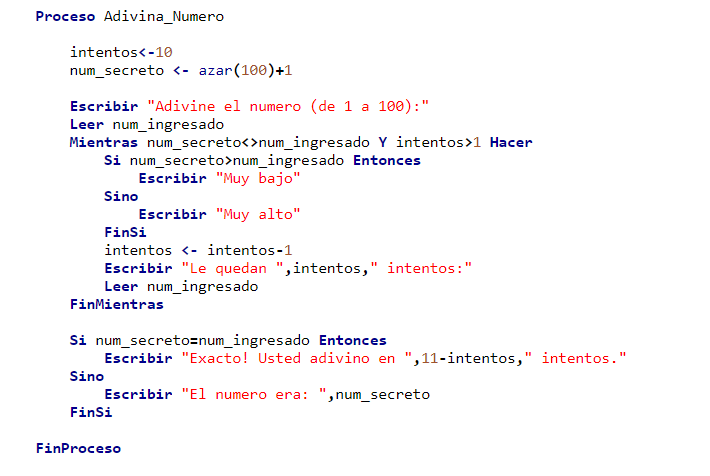 Proceso Adivina_Numero
intentos<-10
num_secreto <- azar(100)+1
Escribir "Adivine el numero (de 1 a 100):"
Leer num_ingresado
Mientras num_secreto<>num_ingresado Y intentos>1 Hacer
Si num_secreto>num_ingresado Entonces
Escribir "Muy bajo"
Sino
Escribir "Muy alto"
FinSi
intentos <- intentos-1
Escribir "Le quedan ",intentos," intentos:"
Leer num_ingresado
FinMientras
Si num_secreto=num_ingresado Entonces
Escribir "Exacto! Usted adivino en ",11-intentos," intentos."
Sino
Escribir "El numero era: ",num_secreto
FinSi
FinProceso